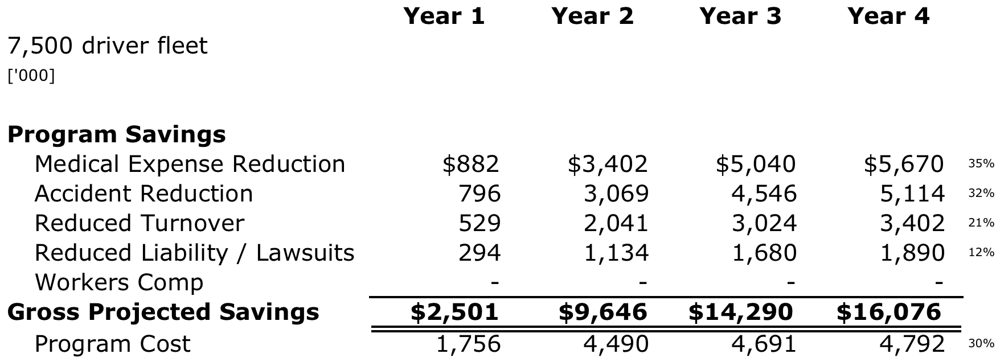 Year 1 Year 2 Year 3 Year 4
7,500 driver fleet
['000]
Program Savings
Medical Expense Reduction $882 $3,402 $5,040 $5,670 35%
Accident Reduction 796 3,069 4,546 5,114 32%
Reduced Turnover 529 2,041 3,024 3,402 21%
Reduced Liability / Lawsuits 294 1,134 1,680 1,890 12%
Workers Comp - - - -
Gross Projected Savings $2,501 $9,646 $14,290 $16,076
Program Cost 1,756 4,490 4,691 4,792 30%